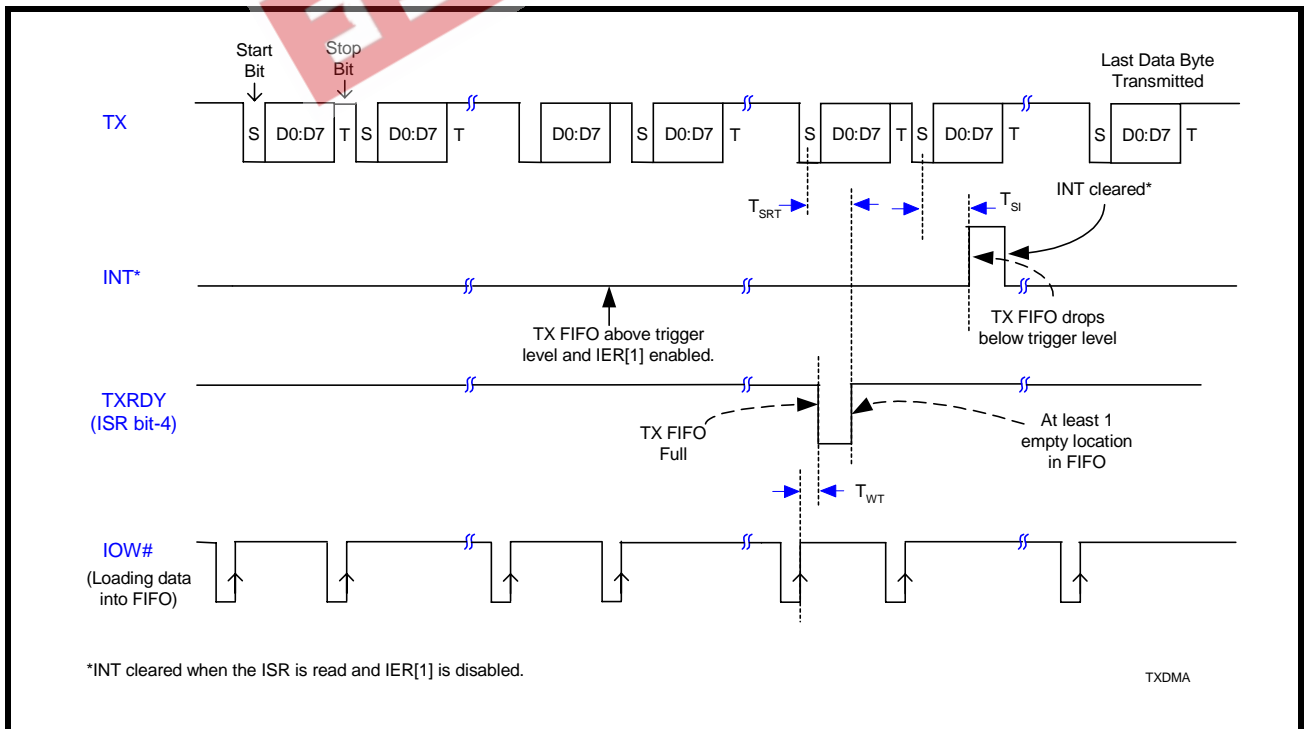 Start
Bit
Stop
Bit
Last Data Byte
Transmitted
TX
S D0:D7 T S D0:D7 T D0:D7 S D0:D7 T S D0:D7 T S D0:D7 T S D0:D7 T
TSRT
TSI
INT cleared*
INT*
TX FIFO above trigger
level and IER[1] enabled.
TX FIFO drops
below trigger level
TXRDY
(ISR bit-4)
TX FIFO
Full
At least 1
empty location
in FIFO
TWT
IOW#
(Loading data
into FIFO)
*INT cleared when the ISR is read and IER[1] is disabled.
TXDMA